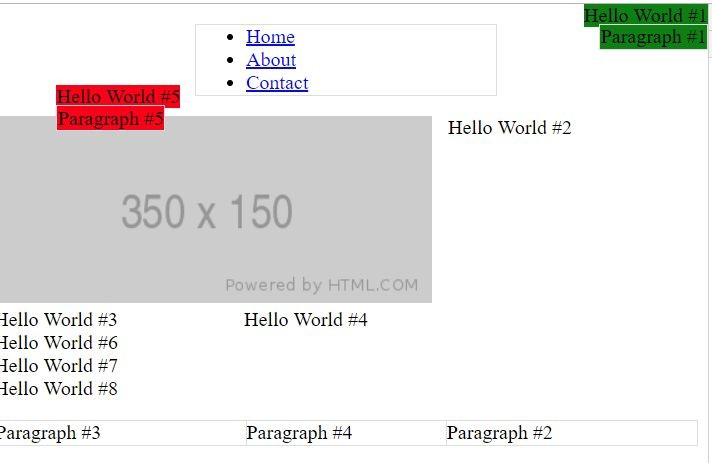 Hello World #1
Paragraph #1
Home
About
Contact
Hello World #5
Paragraph #5
Hello World #2
350 x 150
Powered by HTML.COM
Hello World #3
Hello World #4
Hello World #6
Hello World #7
Hello World #8
Paragraph #3
Paragraph #4
Paragraph #2